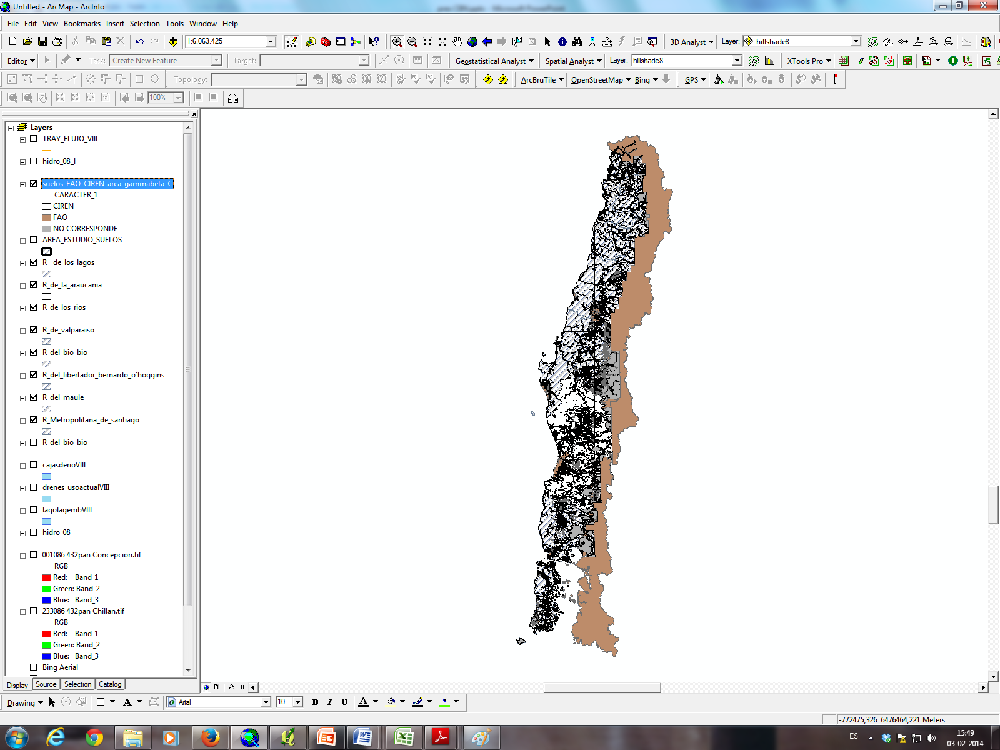 Untitled - ArcMap - ArcInfo
File Edit View Bookmarks Insert Selection Tools Window Help
1:6.063.425
3D Analyst Layer: hillshade8
Editor Task: Create New Feature Target:
Geostatistical Analyst Spatial Analyst Layer: hillshade8 XTools Pro
Topology:
ArcBruTile OpenStreetMap Bing GPS
100%
Layers
TRAY_FLUJO_VIII
hidro_08_l
suelos_FAO_CIREN_area_gammabeta_C
CARACTER_1
CIREN
FAO
NO CORRESPONDE
AREA_ESTUDIO_SUELOS
R__de_los_lagos
R_de_la_araucania
R_de_los_rios
R_de_valparaiso
R_del_bio_bio
R_del_libertador_bernardo_o´hoggins
R_del_maule
R_Metropolitana_de_santiago
R_del_bio_bio
cajasderioVIII
drenes_usoactualVIII
lagolagembVIII
hidro_08
001086 432pan Concepcion.tif
RGB
Red: Band_1
Green: Band_2
Blue: Band_3
233086 432pan Chillan.tif
RGB
Red: Band_1
Green: Band_2
Blue: Band_3
Bing Aerial
Display Source Selection Catalog
Drawing A Arial 10 B I U A
-772475,326 6476464,221 Meters
ES 15:49
03-02-2014